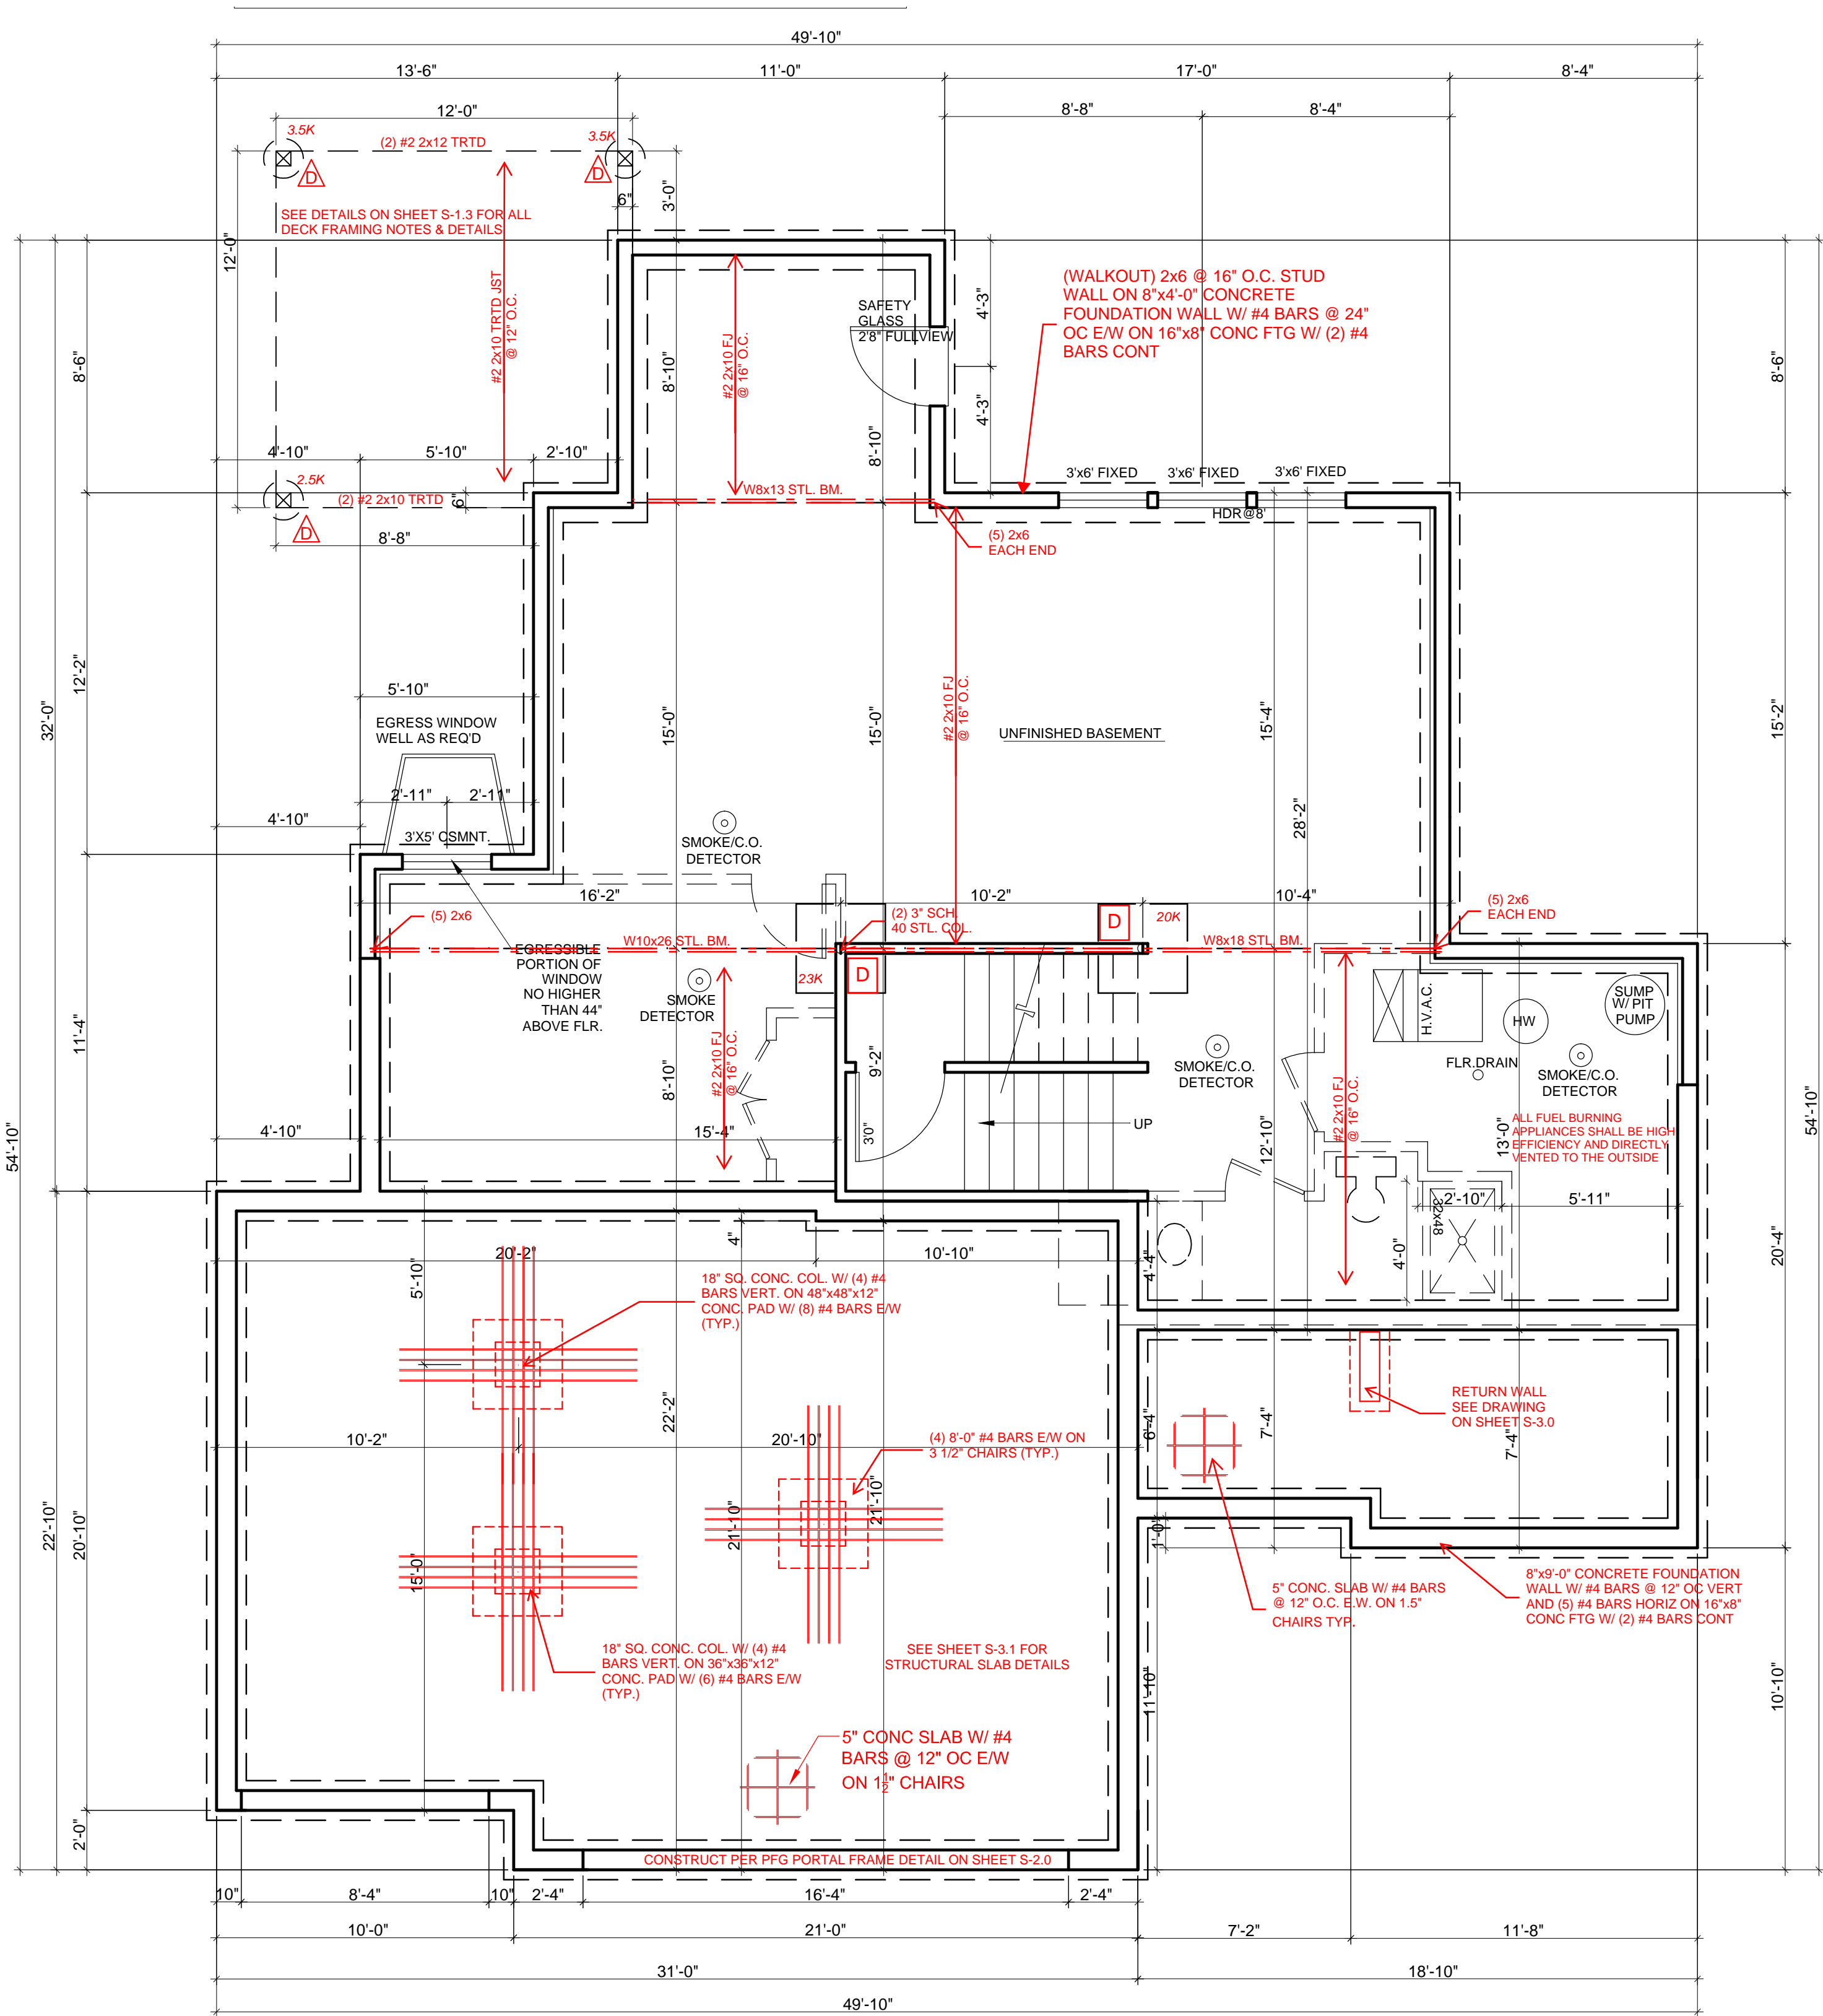 49'-10"
13'-6"
11'-0"
17'-0"
8'-4"
12'-0"
8'-8"
8'-4"
3.5K
(2) #2 2x12 TRTD
3.5K
D
D
6"
3'-0"
SEE DETAILS ON SHEET S-1.3 FOR ALL
DECK FRAMING NOTES & DETAILS
12'-0"
#2 2x10 TRTD JST
@ 12" O.C.
8'-10"
#2 2x10 FJ
@ 16" O.C.
SAFETY
GLASS
2'8" FULLVIEW
4'-3"
4'-3"
8'-10"
(WALKOUT) 2x6 @ 16" O.C. STUD
WALL ON 8"x4'-0" CONCRETE
FOUNDATION WALL W/ #4 BARS @ 24"
OC E/W ON 16"x8" CONC FTG W/ (2) #4
BARS CONT
8'-6"
8'-6"
4'-10"
5'-10"
2'-10"
2.5K
(2) #2 2x10 TRTD
6"
D
8'-8"
W8x13 STL. BM.
3'x6' FIXED
3'x6' FIXED
3'x6' FIXED
HDR@8'
(5) 2x6
EACH END
12'-2"
32'-0"
5'-10"
EGRESS WINDOW
WELL AS REQ'D
15'-0"
15'-0"
#2 2x10 FJ
@ 16" O.C.
UNFINISHED BASEMENT
15'-4"
15'-2"
2'-11"
2'-11"
4'-10"
3'X5' CSMNT.
SMOKE/C.O.
DETECTOR
28'-2"
16'-2"
10'-2"
10'-4"
(5) 2x6
(2) 3" SCH.
40 STL. COL.
D
20K
(5) 2x6
EACH END
W10x26 STL. BM.
W8x18 STL. BM.
EGRESSIBLE
PORTION OF
WINDOW
NO HIGHER
THAN 44"
ABOVE FLR.
23K
D
SMOKE
DETECTOR
H.V.A.C.
HW
SUMP
W/ PIT
PUMP
11'-4"
8'-10"
#2 2x10 FJ
@ 16" O.C.
9'-2"
SMOKE/C.O.
DETECTOR
FLR.DRAIN
SMOKE/C.O.
DETECTOR
54'-10"
54'-10"
4'-10"
15'-4"
3'0"
UP
12'-10"
#2 2x10 FJ
@ 16" O.C.
13'-0"
ALL FUEL BURNING
APPLIANCES SHALL BE HIGH
EFFICIENCY AND DIRECTLY
VENTED TO THE OUTSIDE
2'-10"
5'-11"
32x48
4'-0"
4'-4"
20'-4"
20'-2"
4"
10'-10"
5'-10"
18" SQ. CONC. COL. W/ (4) #4
BARS VERT. ON 48"x48"x12"
CONC. PAD W/ (8) #4 BARS E/W
(TYP.)
22'-2"
10'-2"
20'-10"
(4) 8'-0" #4 BARS E/W ON
3 1/2" CHAIRS (TYP.)
6'-4"
7'-4"
7'-4"
RETURN WALL
SEE DRAWING
ON SHEET S-3.0
22'-10"
20'-10"
21'-10"
21'-10"
1'-0"
15'-0"
5" CONC. SLAB W/ #4 BARS
@ 12" O.C. E.W. ON 1.5"
CHAIRS TYP.
8"x9'-0" CONCRETE FOUNDATION
WALL W/ #4 BARS @ 12" OC VERT
AND (5) #4 BARS HORIZ ON 16"x8"
CONC FTG W/ (2) #4 BARS CONT
18" SQ. CONC. COL. W/ (4) #4
BARS VERT. ON 36"x36"x12"
CONC. PAD W/ (6) #4 BARS E/W
(TYP.)
SEE SHEET S-3.1 FOR
STRUCTURAL SLAB DETAILS
11'-10"
10'-10"
5" CONC SLAB W/ #4
BARS @ 12" OC E/W
ON 1½" CHAIRS
2'-0"
CONSTRUCT PER PFG PORTAL FRAME DETAIL ON SHEET S-2.0
10"
8'-4"
10"
2'-4"
16'-4"
2'-4"
10'-0"
21'-0"
7'-2"
11'-8"
31'-0"
18'-10"
49'-10"